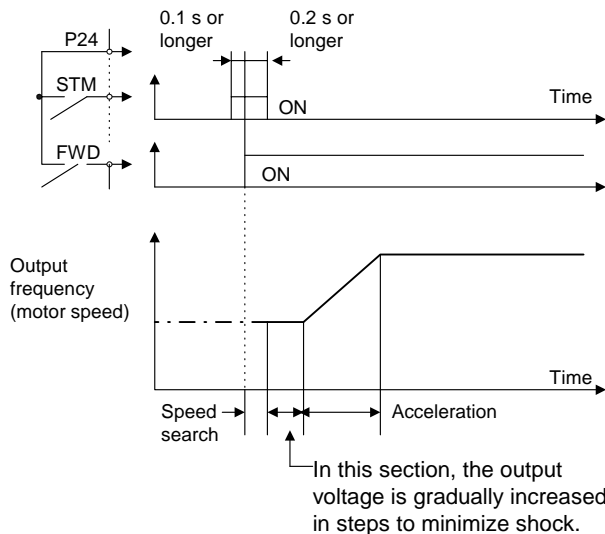 0.1 s or
longer
0.2 s or
longer
P24
STM
ON
Time
FWD
ON
Output
frequency
(motor speed)
Time
Speed
search
Acceleration
In this section, the output
voltage is gradually increased
in steps to minimize shock.